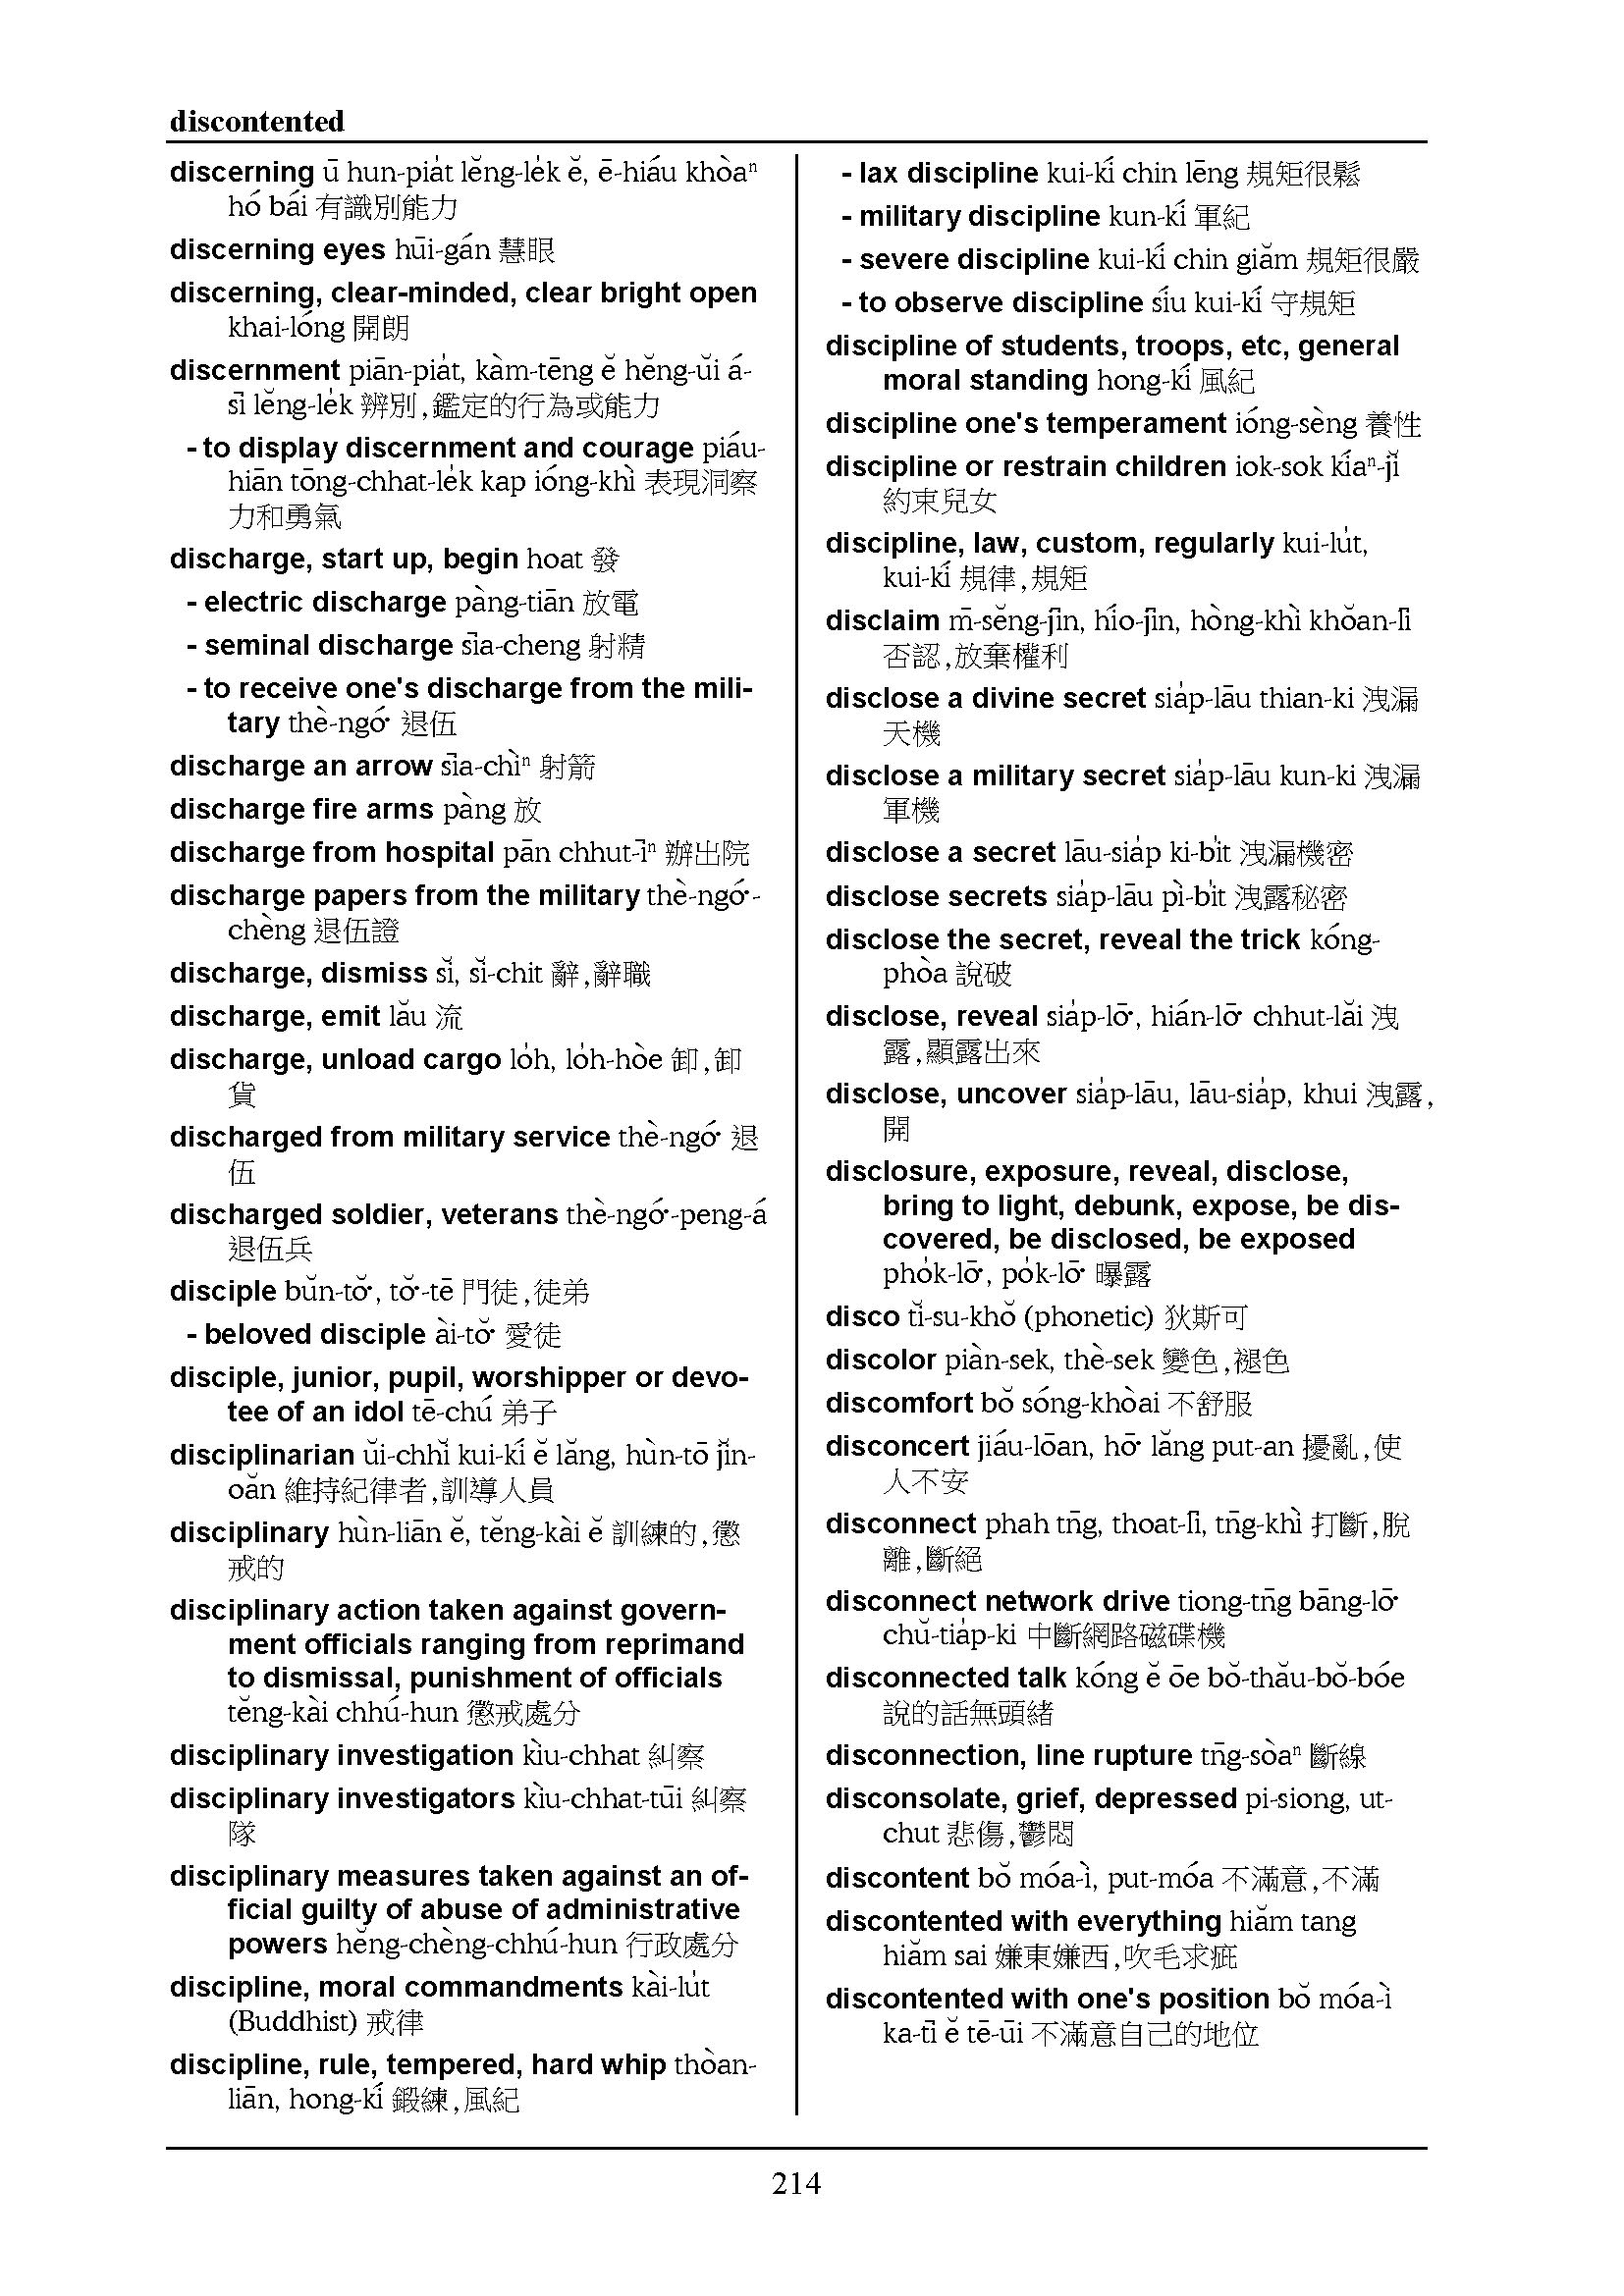 discontented
discerning ū hun-pia̍t lĕng-le̍k ĕ, ē-hiáu khòaⁿ
hó bái 有識別能力
discerning eyes hūi-gán 慧眼
discerning, clear-minded, clear bright open
khai-lóng 開朗
discernment piān-pia̍t, kàm-tēng ĕ hĕng-ŭi á-
sī lĕng-le̍k 辨別,鑑定的行為或能力
- to display discernment and courage piáu-
hiān tōng-chhat-le̍k kap ióng-khì 表現洞察
力和勇氣
discharge, start up, begin hoat 發
- electric discharge pàng-tiān 放電
- seminal discharge sīa-cheng 射精
- to receive one's discharge from the mili-
tary thè-ngó͘ 退伍
discharge an arrow sīa-chìⁿ 射箭
discharge fire arms pàng 放
discharge from hospital pān chhut-īⁿ 辦出院
discharge papers from the military thè-ngó͘-
chèng 退伍證
discharge, dismiss sĭ, sĭ-chit 辭,辭職
discharge, emit lău 流
discharge, unload cargo lo̍h, lo̍h-hòe 卸,卸
貨
discharged from military service thè-ngó͘ 退
伍
discharged soldier, veterans thè-ngó͘-peng-á
退伍兵
disciple bŭn-tŏ͘, tŏ͘-tē 門徒,徒弟
- beloved disciple ài-tŏ͘ 愛徒
disciple, junior, pupil, worshipper or devo-
tee of an idol tē-chú 弟子
disciplinarian ŭi-chhĭ kui-kí ĕ lăng, hùn-tō jĭn-
oăn 維持紀律者,訓導人員
disciplinary hùn-liān ĕ, tĕng-kài ĕ 訓練的,懲
戒的
disciplinary action taken against govern-
ment officials ranging from reprimand
to dismissal, punishment of officials
tĕng-kài chhú-hun 懲戒處分
disciplinary investigation kìu-chhat 糾察
disciplinary investigators kìu-chhat-tūi 糾察
隊
disciplinary measures taken against an of-
ficial guilty of abuse of administrative
powers hĕng-chèng-chhú-hun 行政處分
discipline, moral commandments kài-lu̍t
(Buddhist) 戒律
discipline, rule, tempered, hard whip thòan-
liān, hong-kí 鍛練,風紀
- lax discipline kui-kí chin lēng 規矩很鬆
- military discipline kun-kí 軍紀
- severe discipline kui-kí chin giăm 規矩很嚴
- to observe discipline síu kui-kí 守規矩
discipline of students, troops, etc, general
moral standing hong-kí 風紀
discipline one's temperament ióng-sèng 養性
discipline or restrain children iok-sok kíaⁿ-jĭ
約束兒女
discipline, law, custom, regularly kui-lu̍t,
kui-kí 規律,規矩
disclaim m̄-sĕng-jīn, hío-jīn, hòng-khì khŏan-lī
否認,放棄權利
disclose a divine secret sia̍p-lāu thian-ki 洩漏
天機
disclose a military secret sia̍p-lāu kun-ki 洩漏
軍機
disclose a secret lāu-sia̍p ki-bi̍t 洩漏機密
disclose secrets sia̍p-lāu pì-bi̍t 洩露秘密
disclose the secret, reveal the trick kóng-
phòa 說破
disclose, reveal sia̍p-lō͘, hián-lō͘ chhut-lăi 洩
露,顯露出來
disclose, uncover sia̍p-lāu, lāu-sia̍p, khui 洩露,
開
disclosure, exposure, reveal, disclose,
bring to light, debunk, expose, be dis-
covered, be disclosed, be exposed
pho̍k-lō͘, po̍k-lō͘ 曝露
disco tĭ-su-khŏ (phonetic) 狄斯可
discolor piàn-sek, thè-sek 變色,褪色
discomfort bŏ sóng-khòai 不舒服
disconcert jiáu-lōan, hō͘ lăng put-an 擾亂,使
人不安
disconnect phah tn̄g, thoat-lī, tn̄g-khì 打斷,脫
離,斷絕
disconnect network drive tiong-tn̄g bāng-lō͘
chŭ-tia̍p-ki 中斷網路磁碟機
disconnected talk kóng ĕ ōe bŏ-thău-bŏ-bóe
說的話無頭緒
disconnection, line rupture tn̄g-sòaⁿ 斷線
disconsolate, grief, depressed pi-siong, ut-
chut 悲傷,鬱悶
discontent bŏ móa-ì, put-móa 不滿意,不滿
discontented with everything hiăm tang
hiăm sai 嫌東嫌西,吹毛求疵
discontented with one's position bŏ móa-ì
ka-tī ĕ tē-ūi 不滿意自己的地位
214